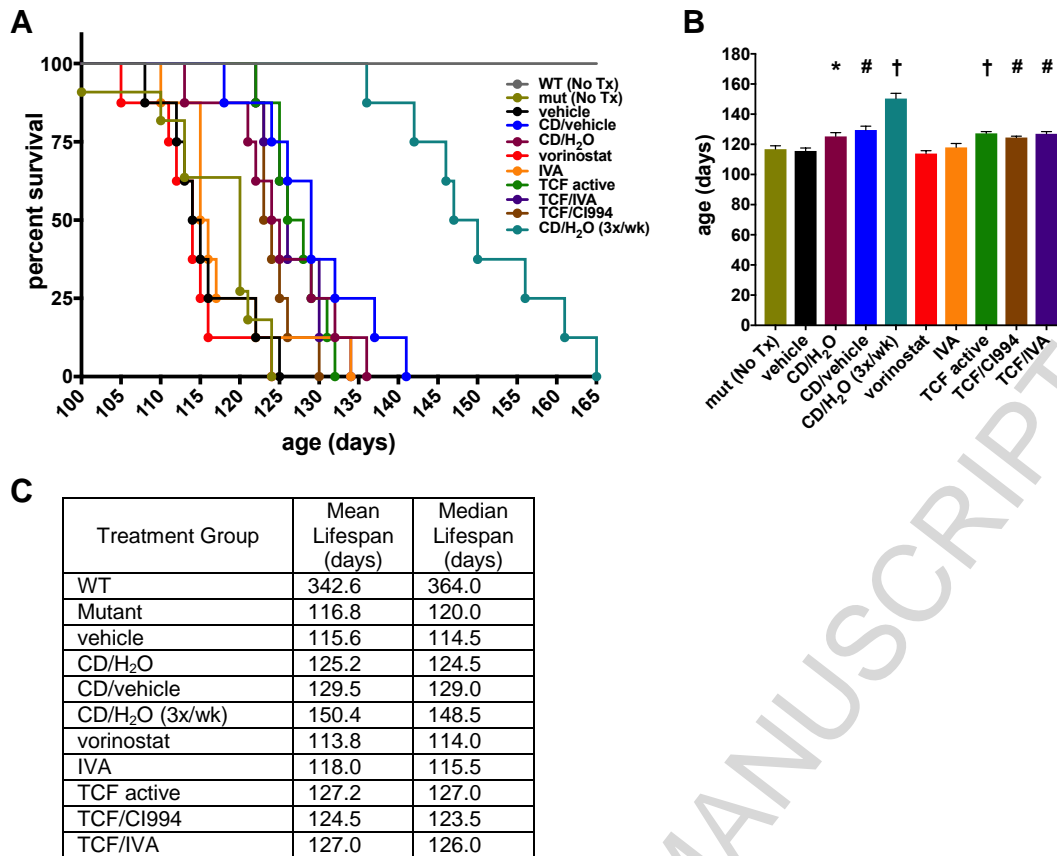 A
percent survival
100
75
50
25
0
100 105 110 115 120 125 130 135 140 145 150 155 160 165
age (days)
WT (No Tx)
mut (No Tx)
vehicle
CD/vehicle
CD/H₂O
vorinostat
IVA
TCF active
TCF/IVA
TCF/CI994
CD/H₂O (3x/wk)
B
age (days)
180
160
140
120
100
80
60
40
20
0
* # † † # #
mut (No Tx)
vehicle
CD/H₂O
CD/vehicle
CD/H₂O (3x/wk)
vorinostat
IVA
TCF active
TCF/CI994
TCF/IVA
C
Treatment Group Mean Lifespan (days) Median Lifespan (days)
WT 342.6 364.0
Mutant 116.8 120.0
vehicle 115.6 114.5
CD/H₂O 125.2 124.5
CD/vehicle 129.5 129.0
CD/H₂O (3x/wk) 150.4 148.5
vorinostat 113.8 114.0
IVA 118.0 115.5
TCF active 127.2 127.0
TCF/CI994 124.5 123.5
TCF/IVA 127.0 126.0
MANUSCRIPT